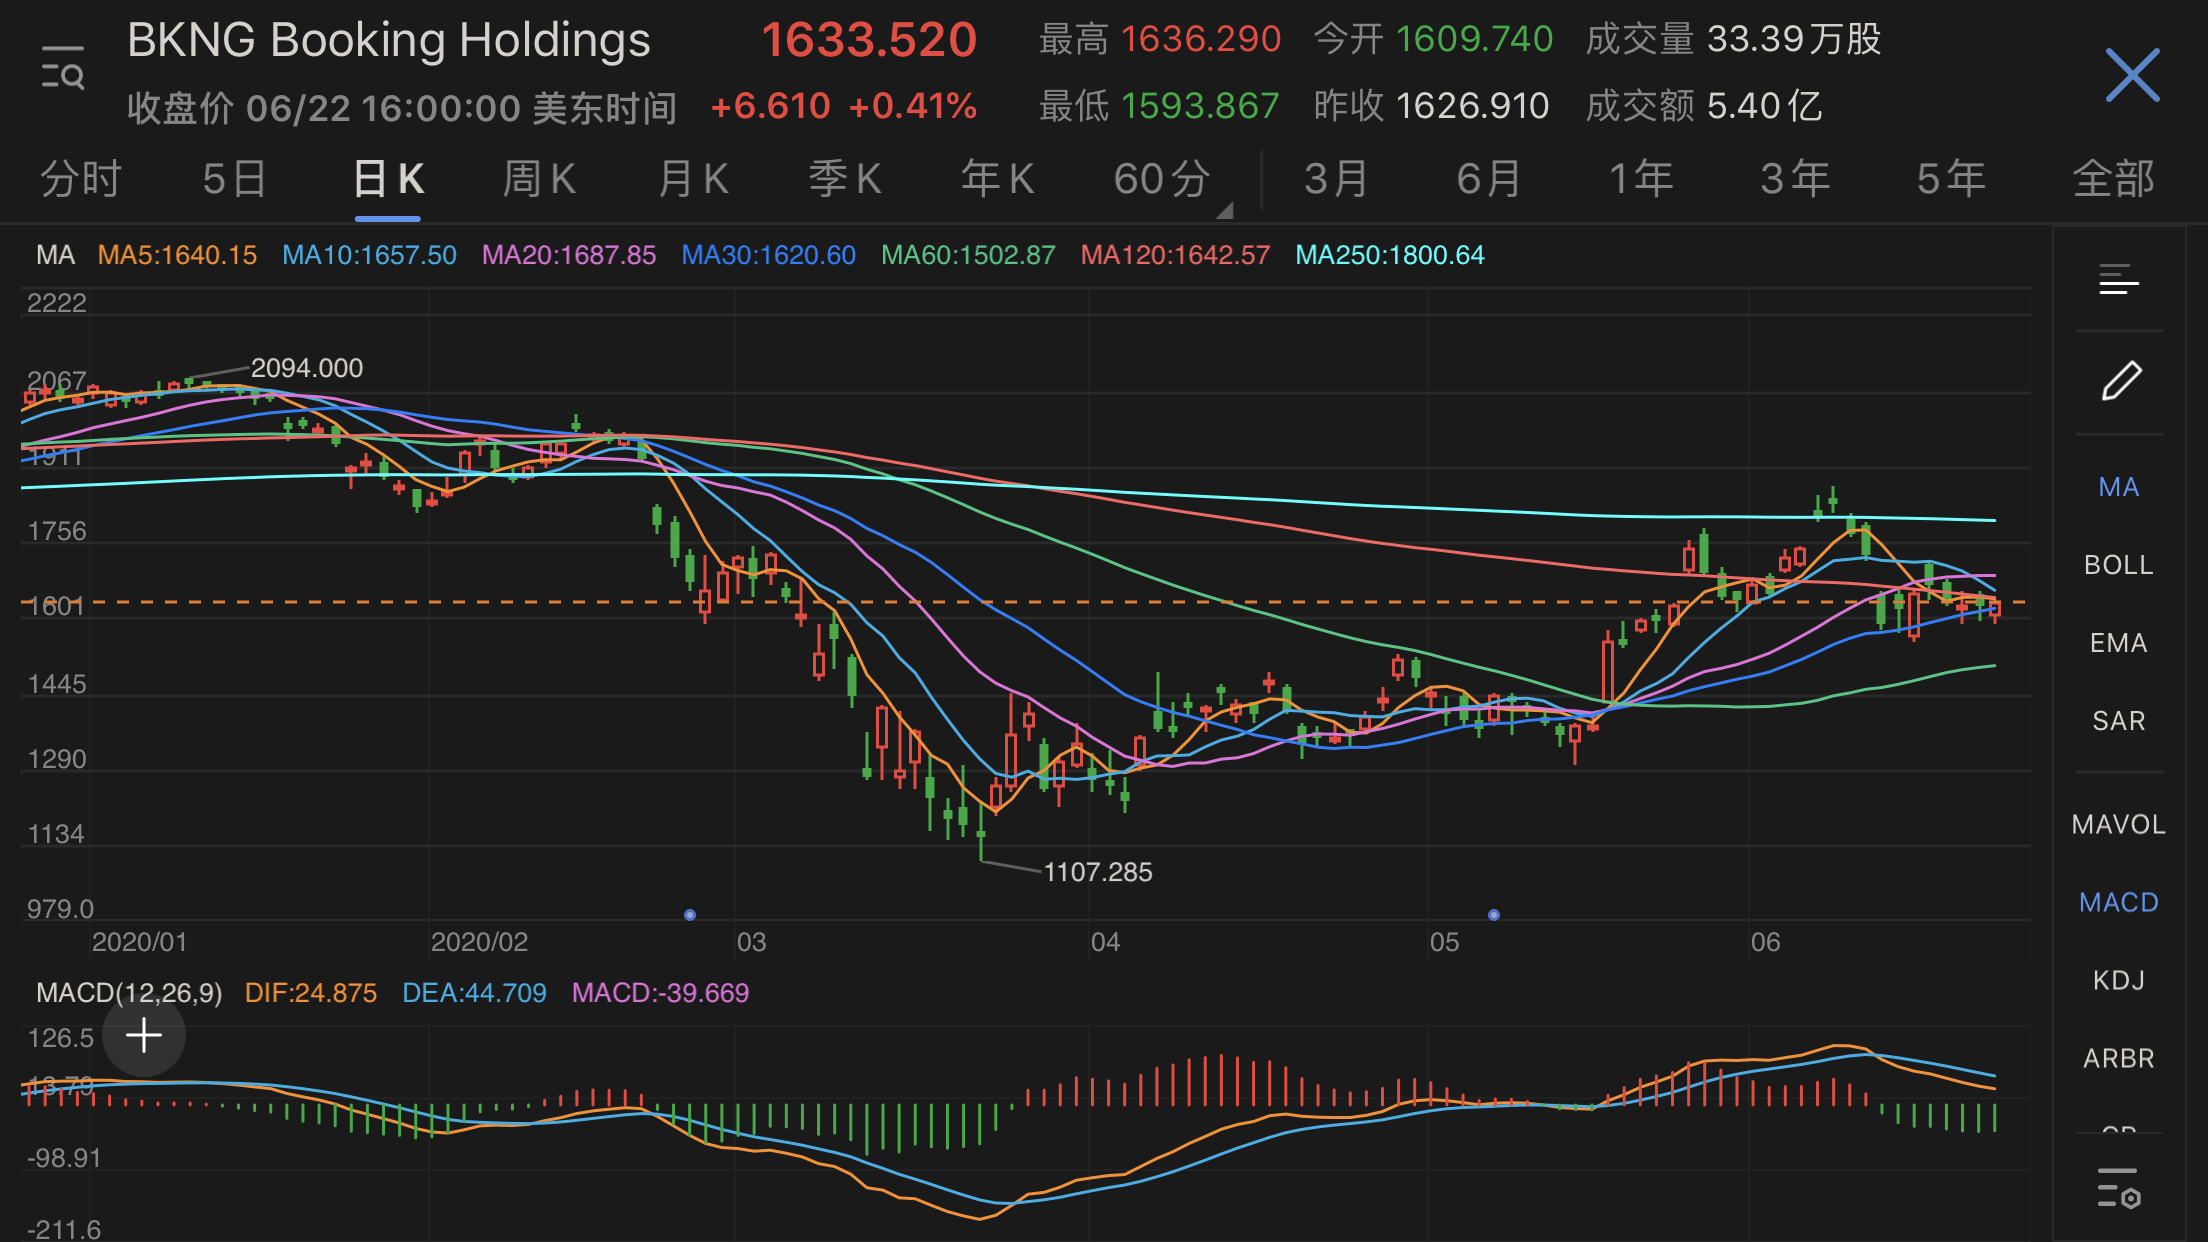 BKNG Booking Holdings 1633.520 最高 1636.290 今开 1609.740 成交量 33.39万股
收盘价 06/22 16:00:00 美东时间 +6.610 +0.41% 最低 1593.867 昨收 1626.910 成交额 5.40亿
分时 5日 日K 周K 月K 季K 年K 60分 3月 6月 1年 3年 5年 全部
MA MA5:1640.15 MA10:1657.50 MA20:1687.85 MA30:1620.60 MA60:1502.87 MA120:1642.57 MA250:1800.64
2222
2094.000
2067
1911
1756
1601
1445
1290
1134
1107.285
979.0
2020/01 2020/02 03 04 05 06
MACD(12,26,9) DIF:24.875 DEA:44.709 MACD:-39.669
126.5
13.79
-98.91
-211.6
MA
BOLL
EMA
SAR
MAVOL
MACD
KDJ
ARBR